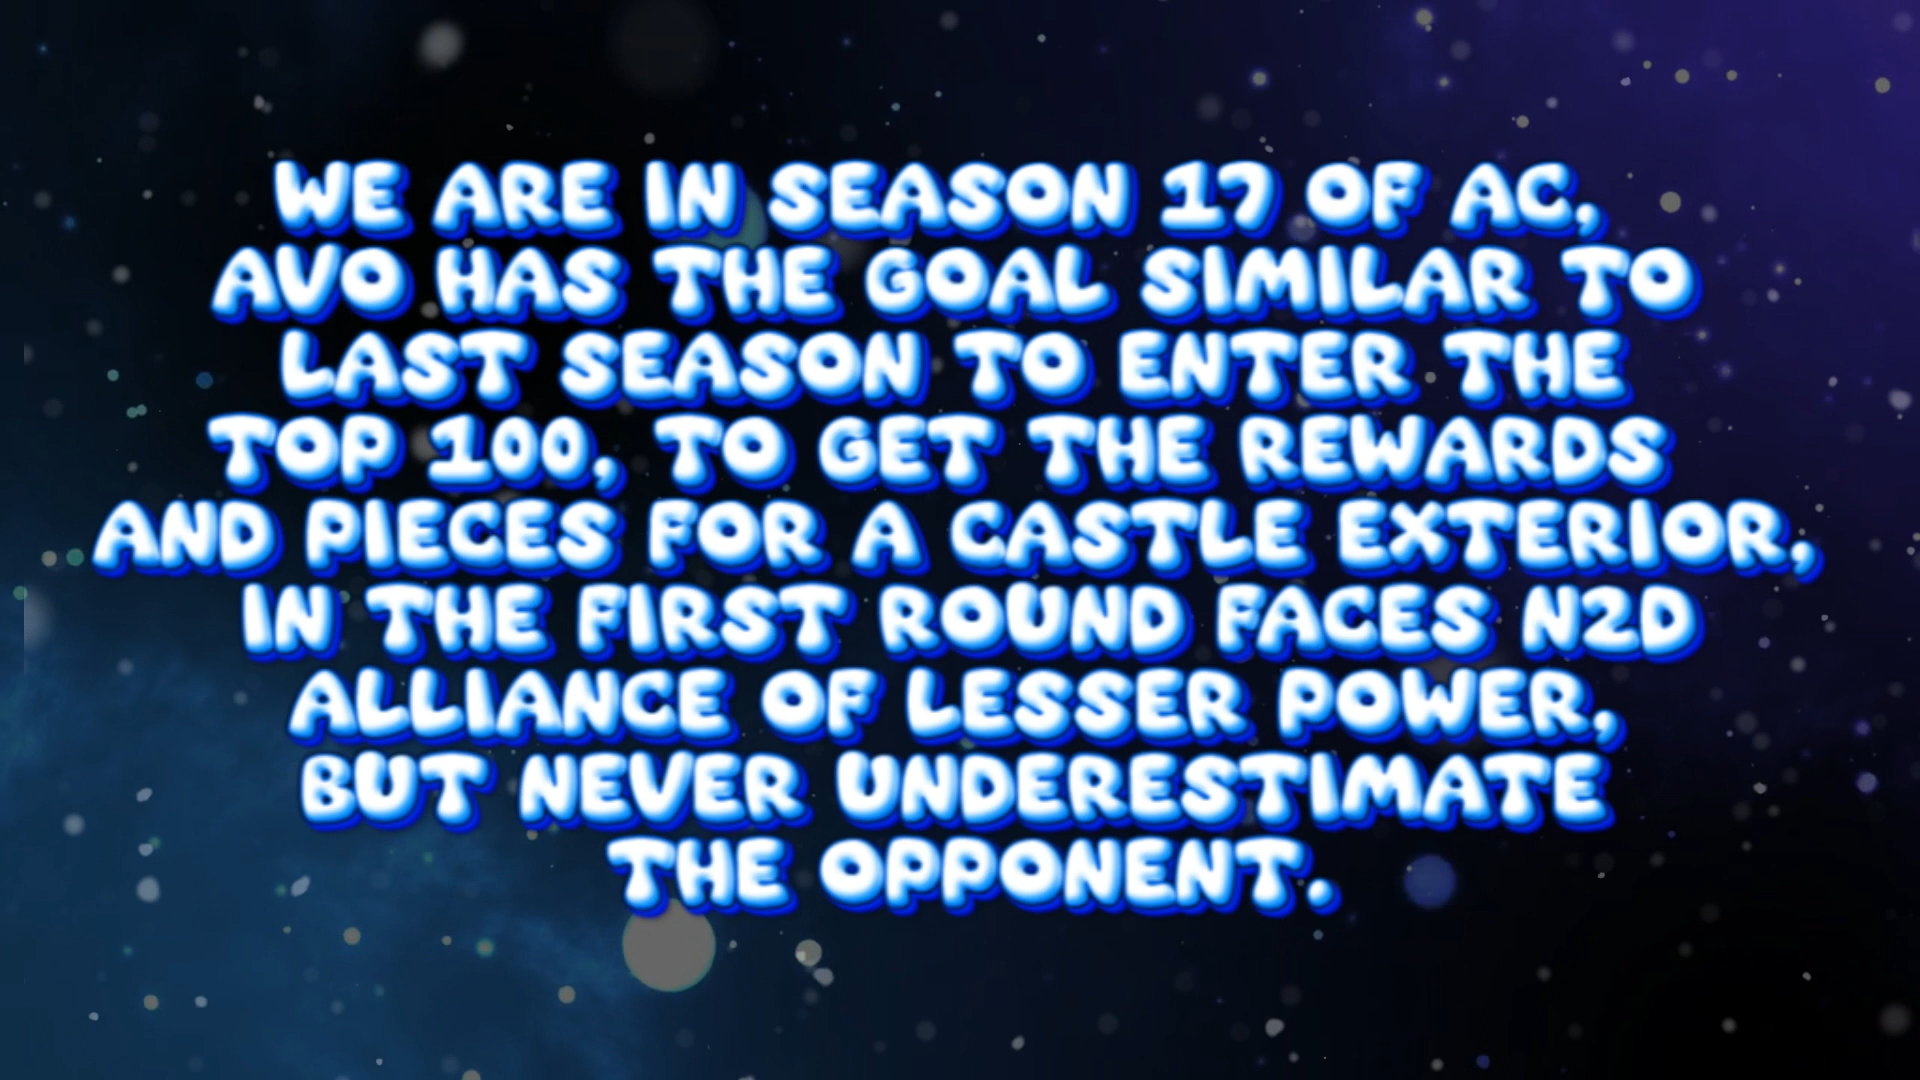 WE ARE IN SEASON 17 OF AC,
AVO HAS THE GOAL SIMILAR TO
LAST SEASON TO ENTER THE
TOP 100, TO GET THE REWARDS
AND PIECES FOR A CASTLE EXTERIOR,
IN THE FIRST ROUND FACES N2D
ALLIANCE OF LESSER POWER,
BUT NEVER UNDERESTIMATE
THE OPPONENT.